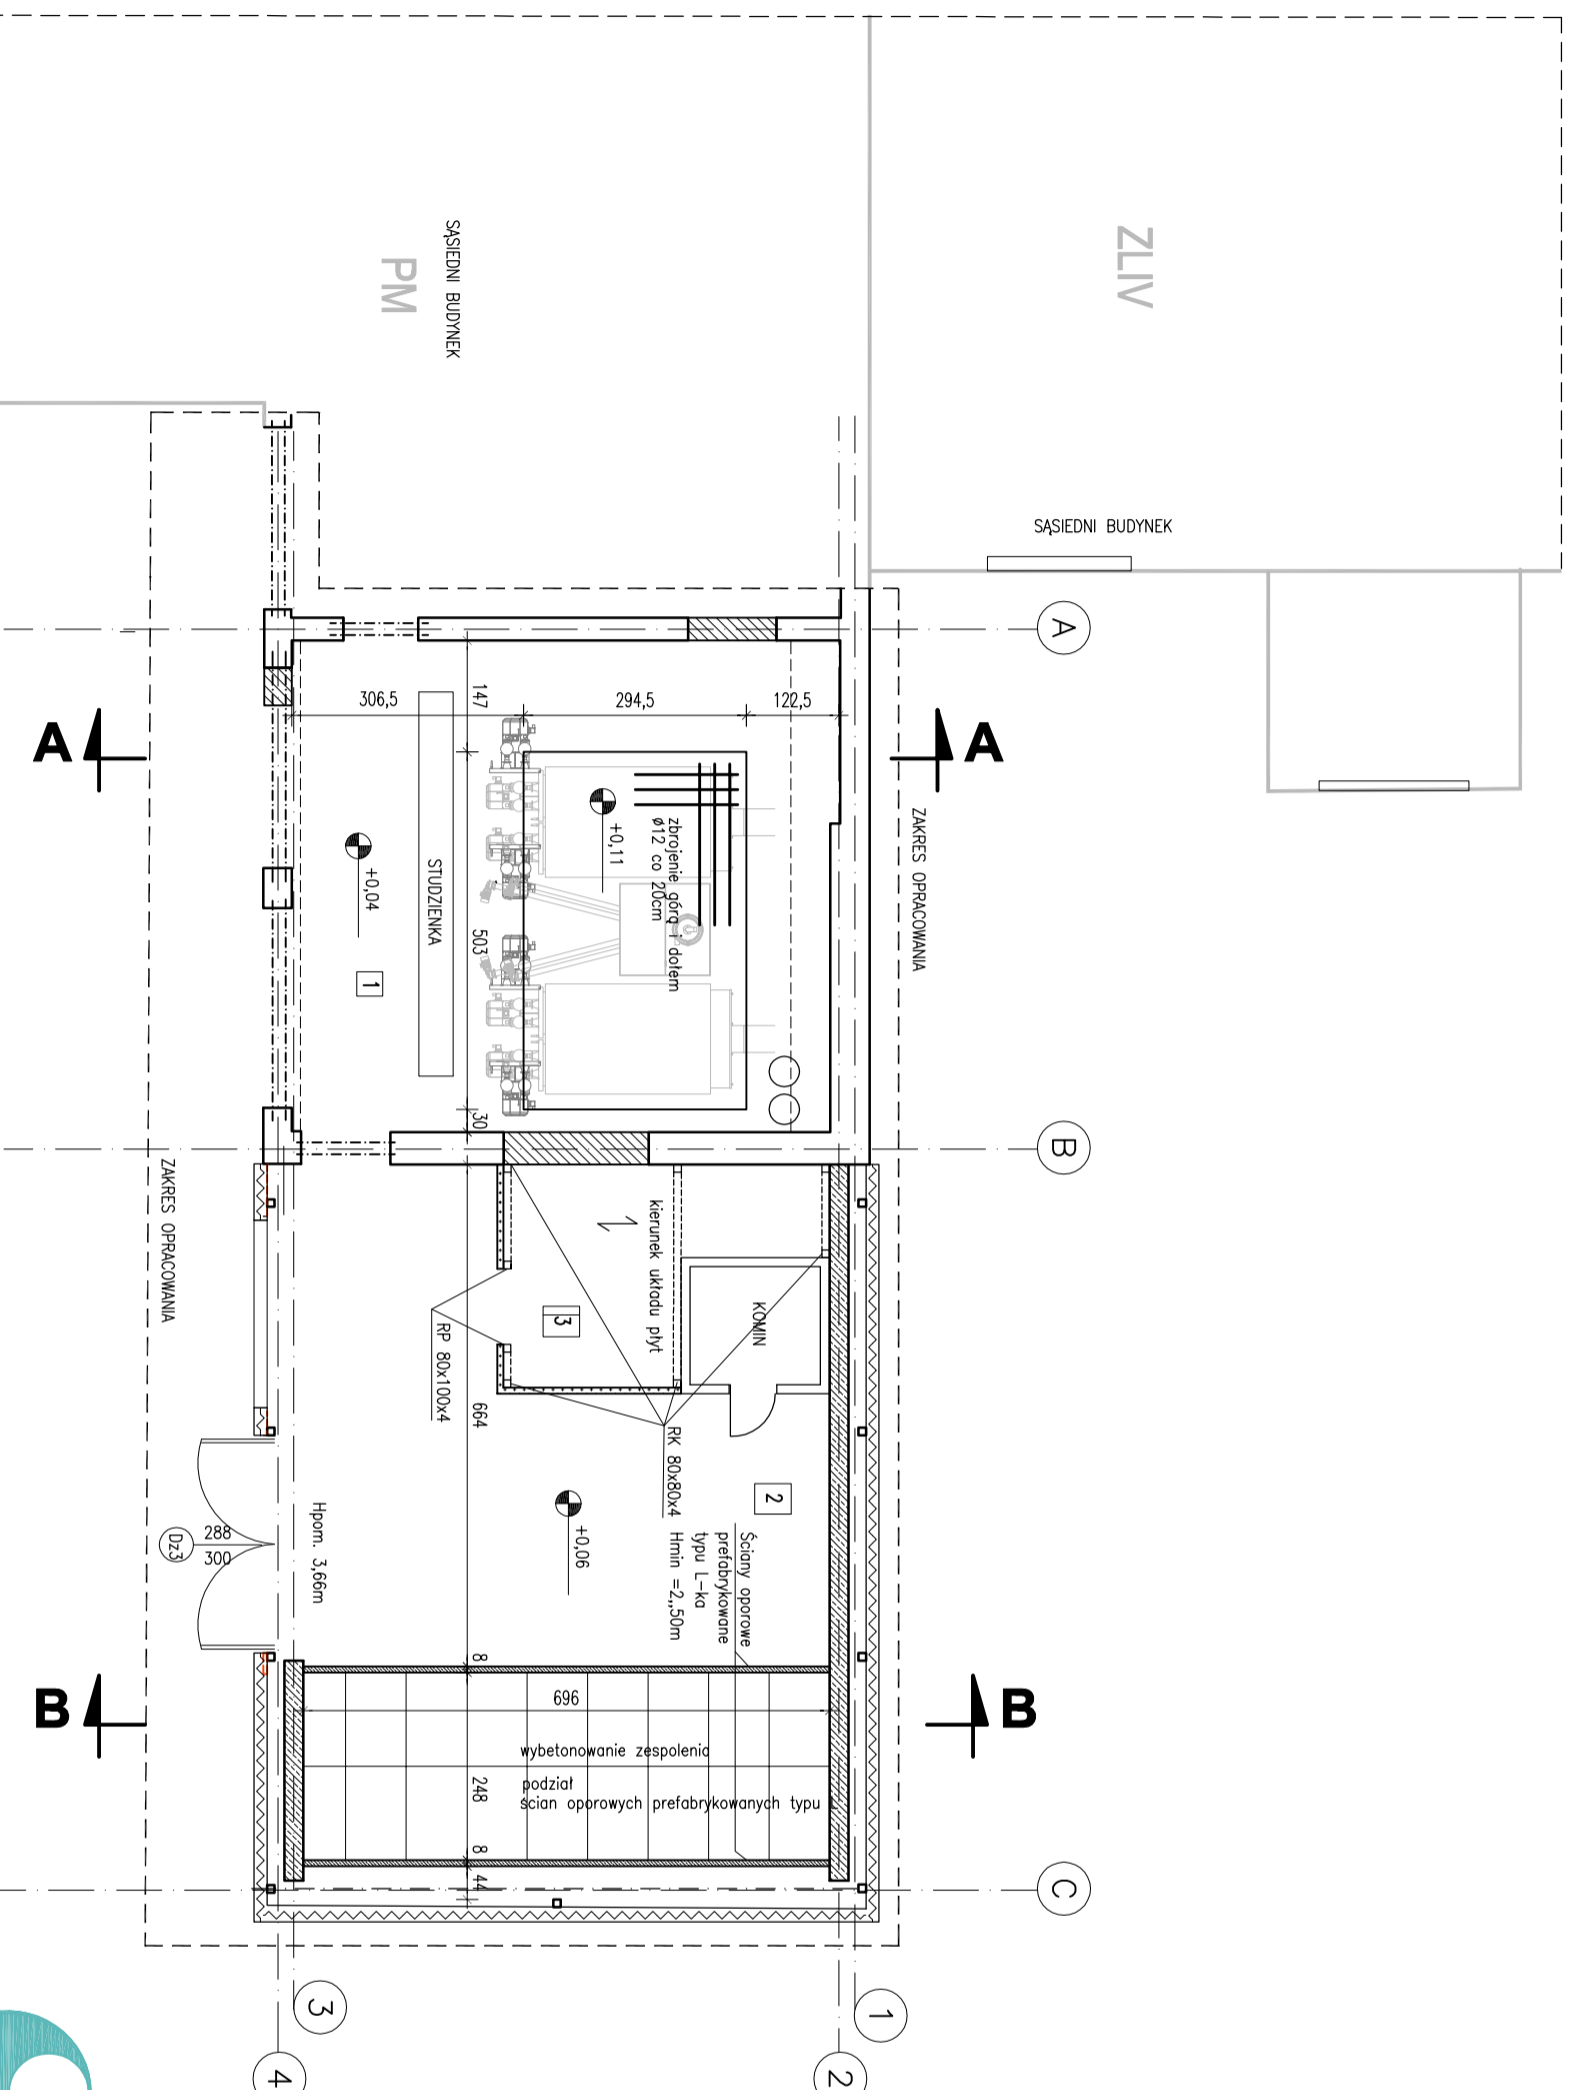 ZLIV
SĄSIEDNI BUDYNEK
PM
SĄSIEDNI BUDYNEK
A
306,5
147
294,5
122,5
A
A
ZAKRES OPRACOWANIA
+0,11
zbrojenie górą i dołem
ø12 co 20cm
+0,04
STUDZIENKA
503
1
30
B
ZAKRES OPRACOWANIA
kierunek układu płyt
KOMIN
3
RP 80x100x4
664
RK 80x80x4
2
Hpom. 3,66m
288
300
Dz3
+0,06
Ściany oporowe
prefabrykowane
typu L-ka
Hmin =2,,50m
8
B
696
B
wybetonowanie zespolenia
podział
ścian oporowych prefabrykowanych typu L
248
8
44
C
3
1
4
2